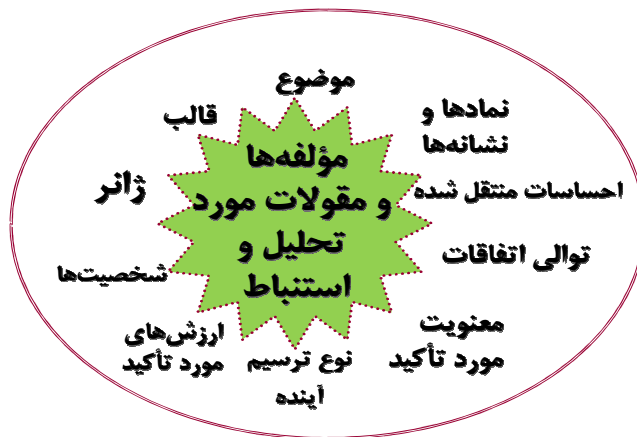 مؤلفه‌ها
و مقولات مورد
تحلیل و
استنباط
موضوع
نمادها و
نشانه‌ها
احساسات منتقل شده
توالی اتفاقات
معنویت
مورد تأکید
نوع ترسیم
آینده
ارزش‌های
مورد تأکید
شخصیت‌ها
ژانر
قالب